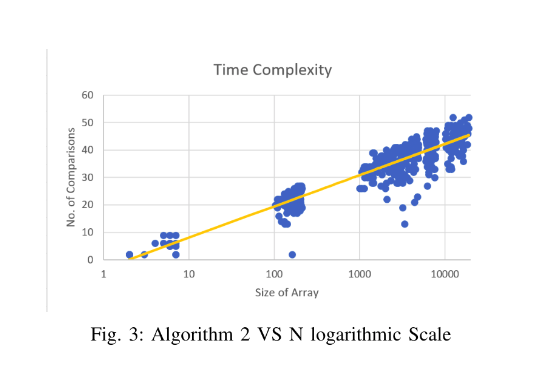 Time Complexity
60
50
40
30
20
10
0
No. of Comparisons
1 10 100 1000 10000
Size of Array
Fig. 3: Algorithm 2 VS N logarithmic Scale